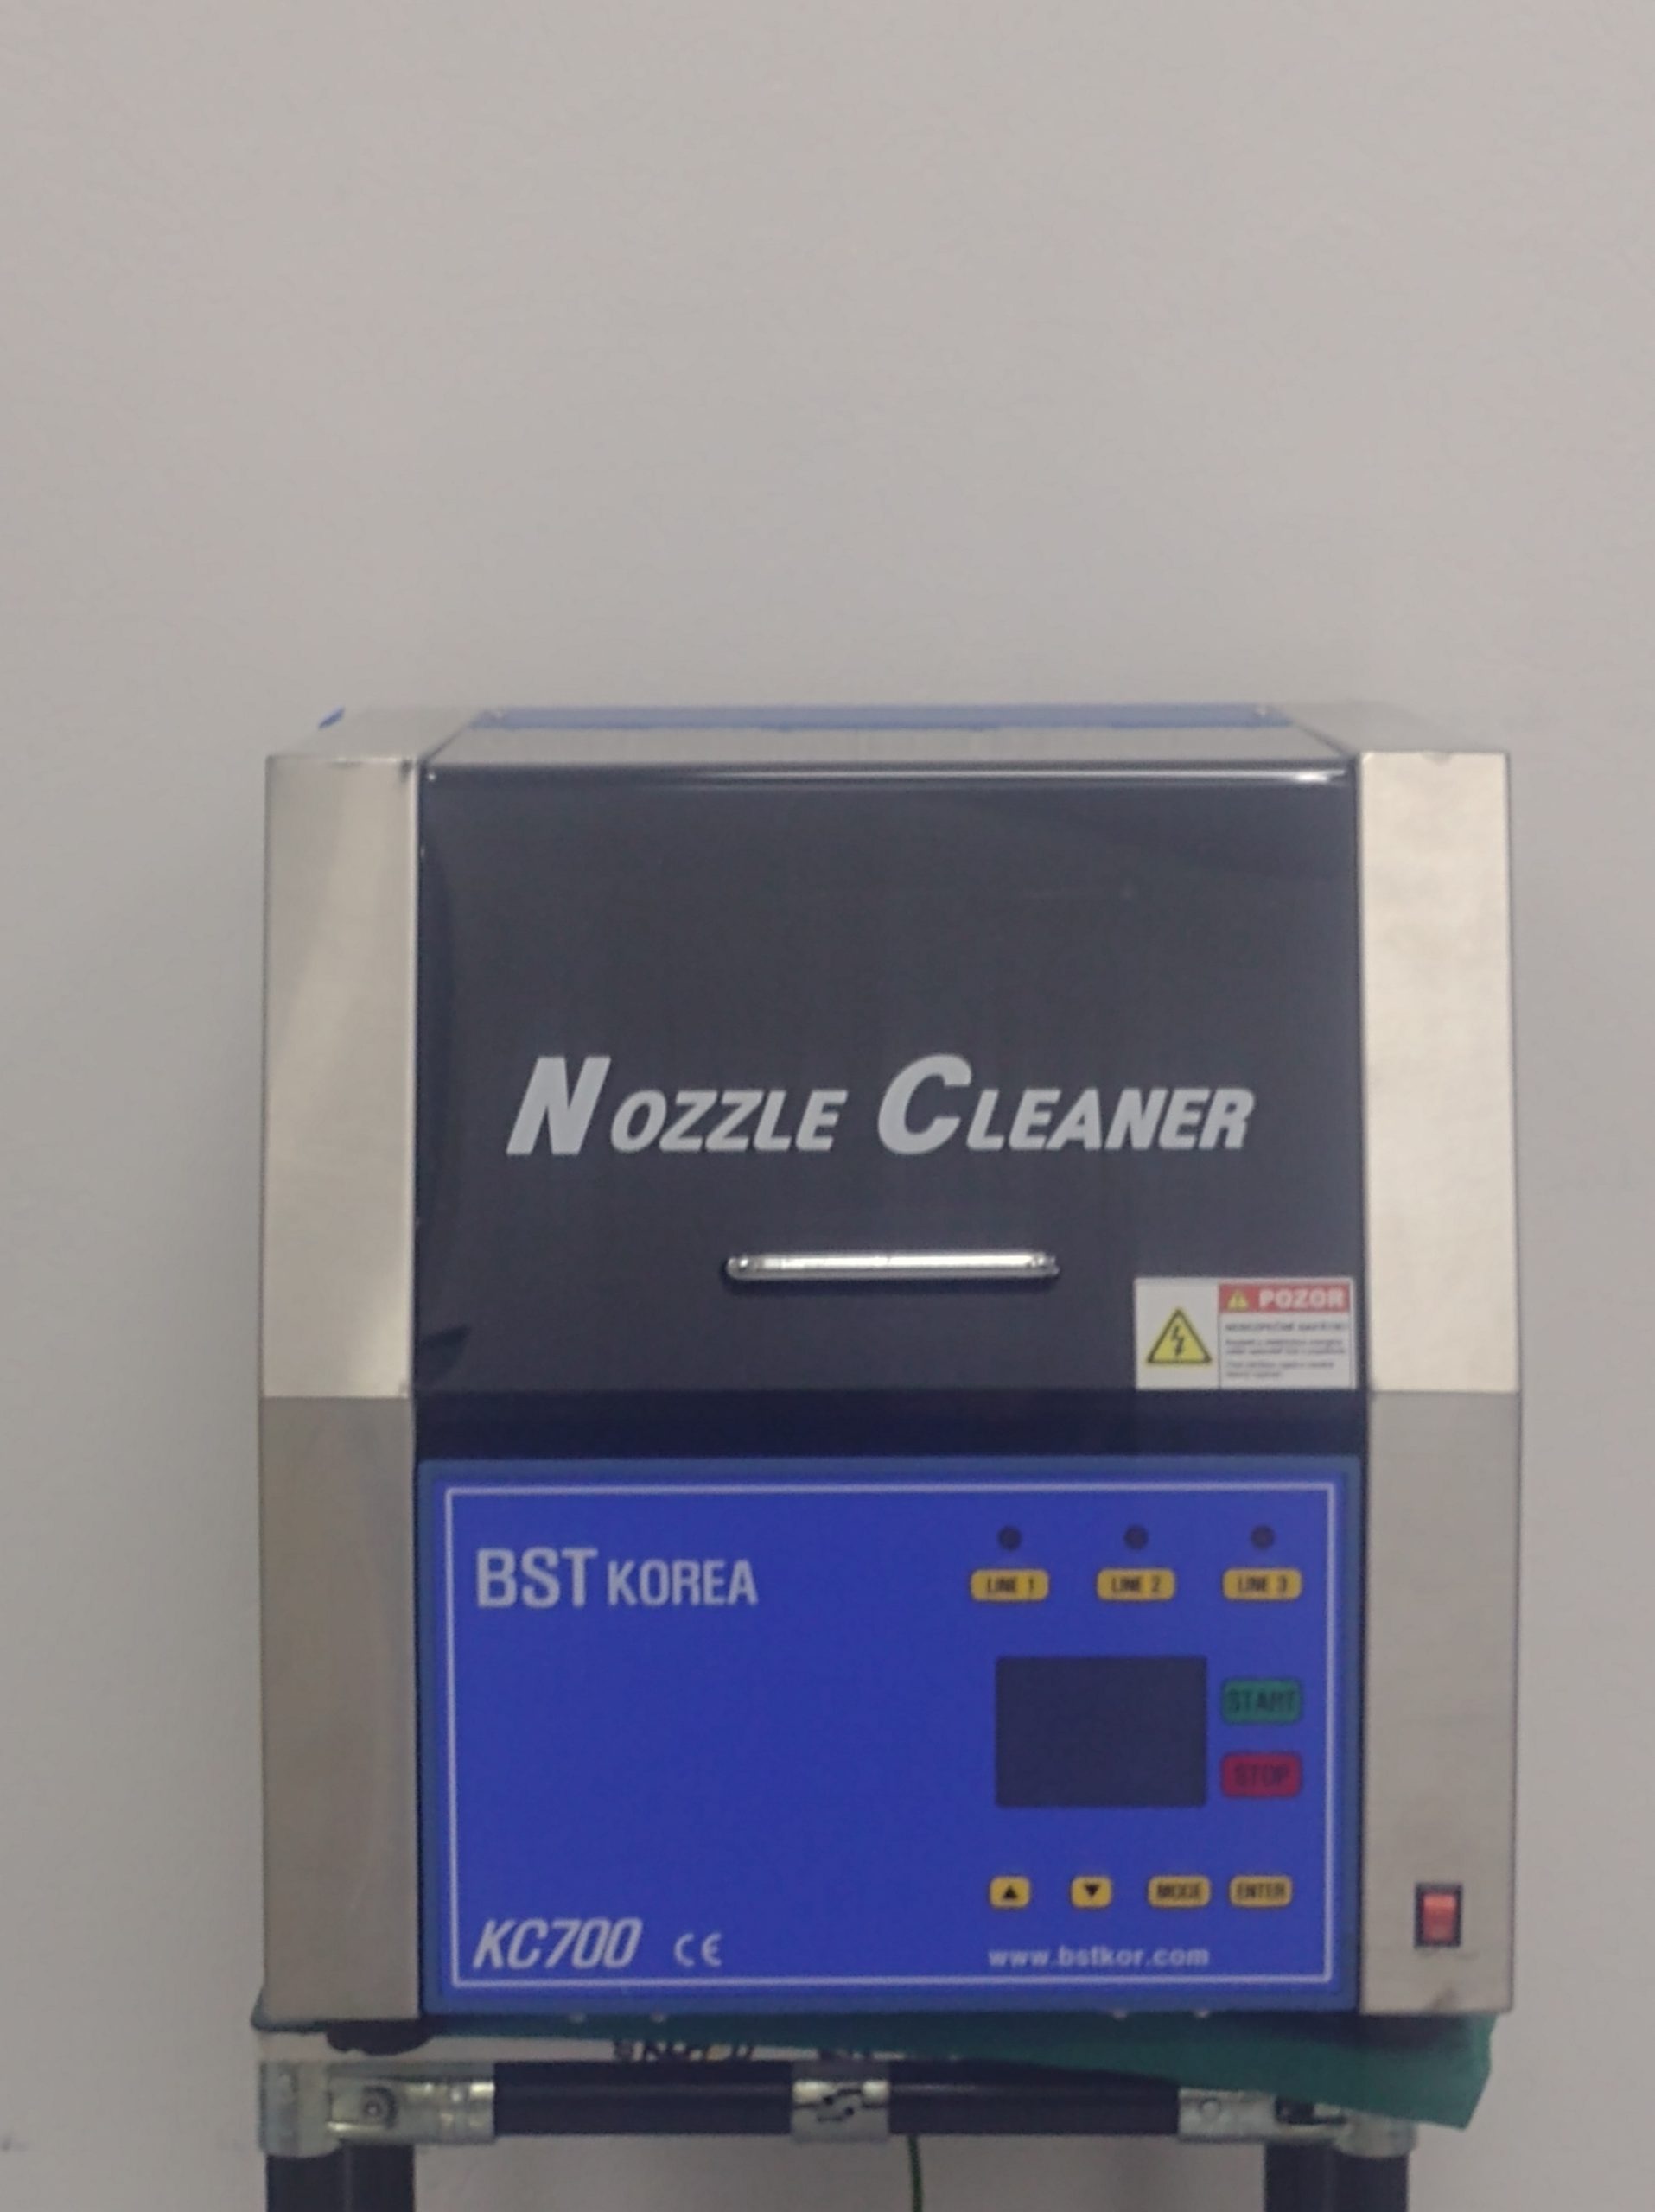 NOZZLE CLEANER
POZOR
BST KOREA
LINE 1 LINE 2 LINE 3
START
STOP
▲ ▼ MODE ENTER
KC700 CE
www.bstkor.com